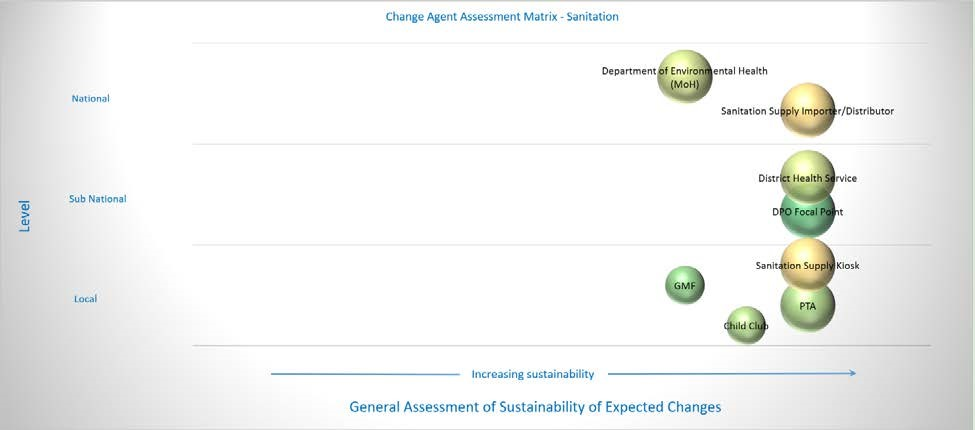 Change Agent Assessment Matrix - Sanitation
Department of Environmental Health
(MoH)
National
Sanitation Supply Importer/Distributor
District Health Service
Sub National
DPO Focal Point
Level
Sanitation Supply Kiosk
GMF
Local
PTA
Child Club
Increasing sustainability
General Assessment of Sustainability of Expected Changes